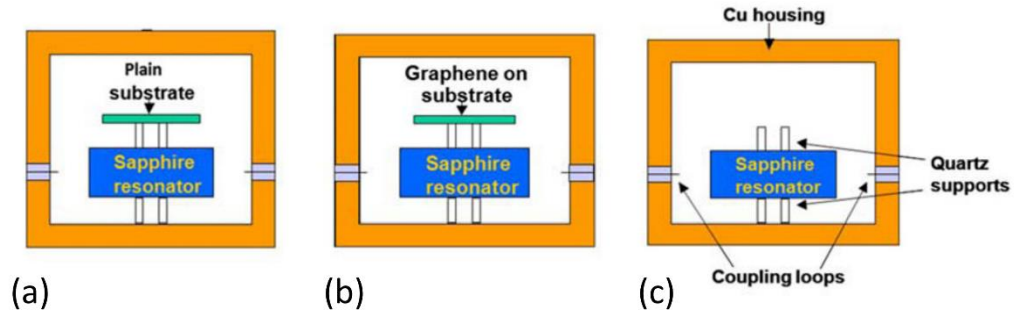 Plain
substrate
Sapphire
resonator
(a)
Graphene on
substrate
Sapphire
resonator
(b)
Cu housing
Sapphire
resonator
Quartz
supports
Coupling loops
(c)